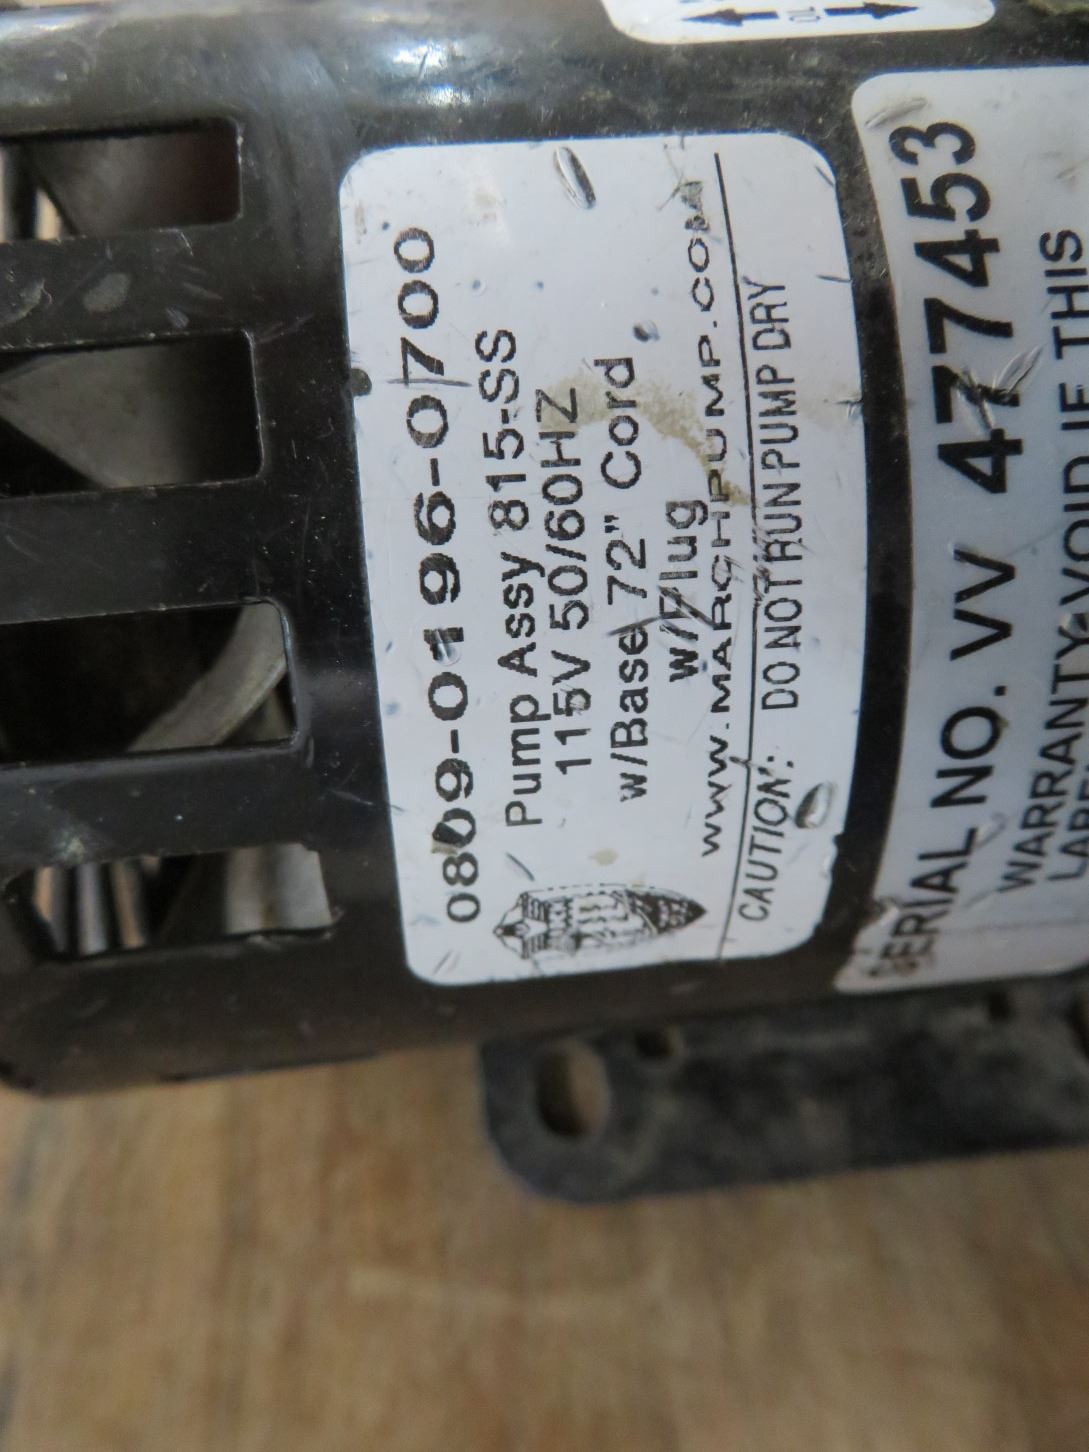 0809-0196-0700
Pump Assy 815-SS
115V 50/60HZ
w/Base 72" Cord
w/Plug
WWW.MARCHPUMP.COM
CAUTION: DO NOT RUN PUMP DRY
SERIAL NO. VV 477453
WARRANTY VOID IF THIS